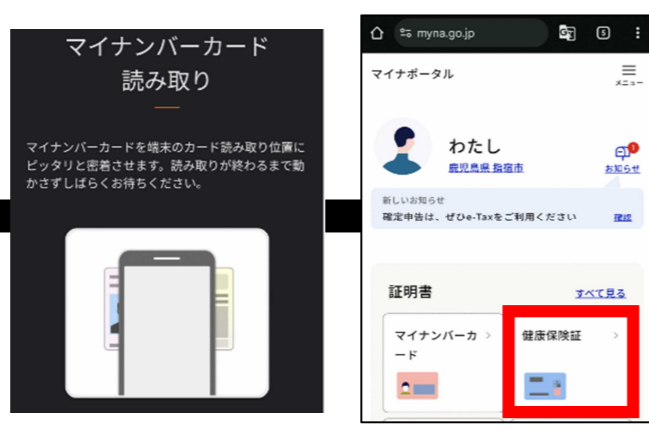 マイナンバーカード
読み取り
マイナンバーカードを端末のカード読み取り位置に
ピッタリと密着させます。読み取りが終わるまで動
かさずしばらくお待ちください。
myna.go.jp
5
マイナポータル
メニュー
わたし
鹿児島県 指宿市
1
お知らせ
新しいお知らせ
確定申告は、ぜひe-Taxをご利用ください
確認
証明書
すべて見る
マイナンバーカ
ード
健康保険証